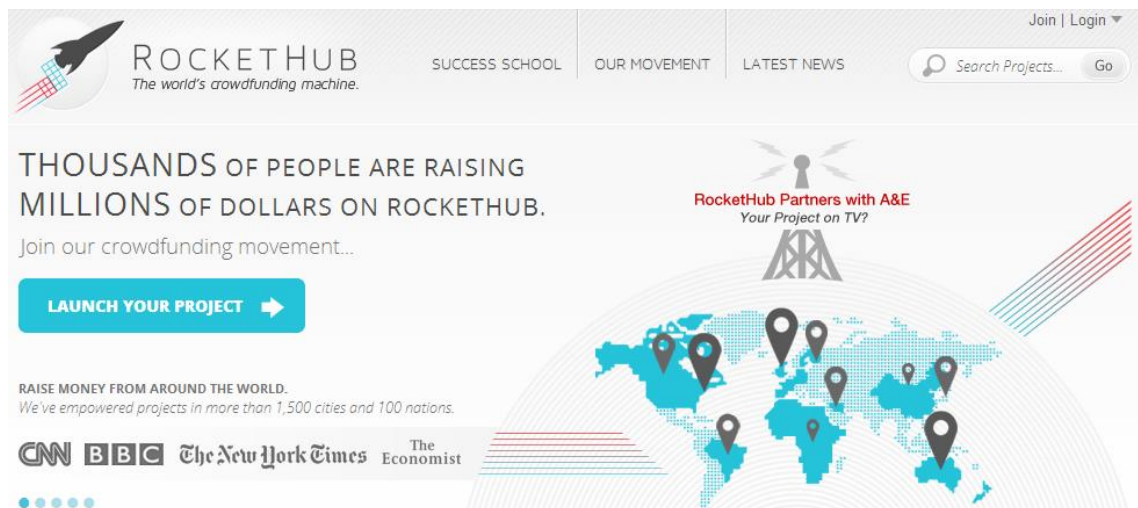 Join | Login
ROCKETHUB
The world's crowdfunding machine.
SUCCESS SCHOOL
OUR MOVEMENT
LATEST NEWS
Search Projects...
Go
THOUSANDS OF PEOPLE ARE RAISING
MILLIONS OF DOLLARS ON ROCKETHUB.
Join our crowdfunding movement...
LAUNCH YOUR PROJECT
RocketHub Partners with A&E
Your Project on TV?
RAISE MONEY FROM AROUND THE WORLD.
We've empowered projects in more than 1,500 cities and 100 nations.
CNN BBC The New York Times The Economist